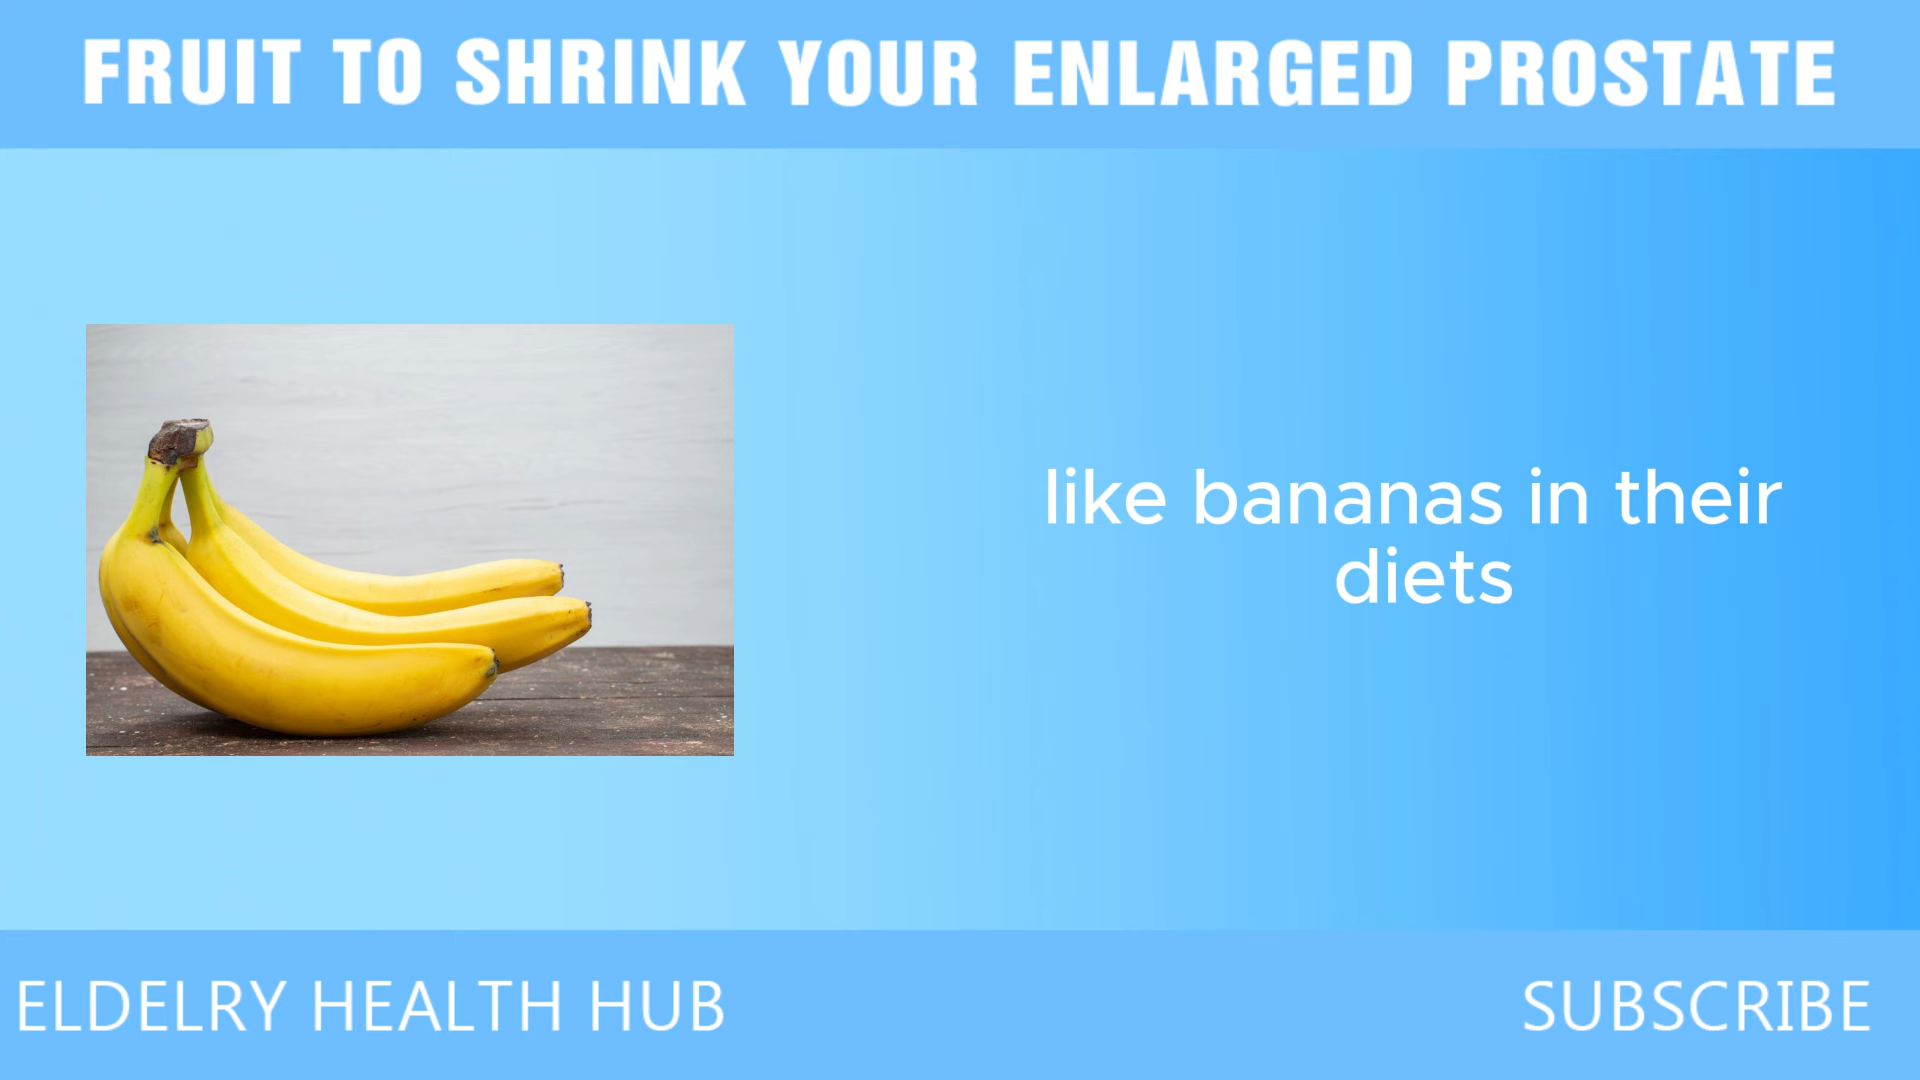 FRUIT TO SHRINK YOUR ENLARGED PROSTATE
like bananas in their
diets
ELDELRY HEALTH HUB
SUBSCRIBE